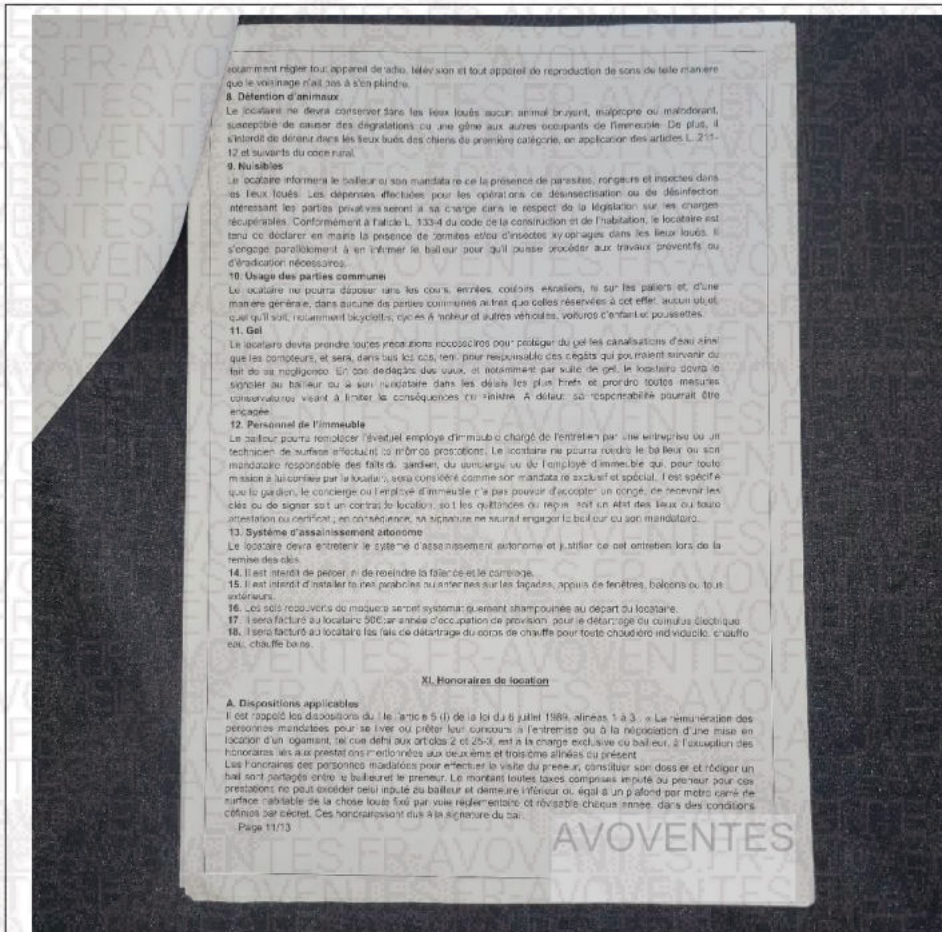 notamment régler tout appareil de radio, télévision et tout appareil de reproduction de sons de telle manière
que le voisinage n'ait pas à s'en plaindre.
8. Détention d'animaux
Le locataire ne devra conserver dans les lieux loués aucun animal bruyant, malpropre ou malodorant,
susceptible de causer des dégradations ou une gêne aux autres occupants de l'immeuble. De plus, il
s'interdit de détenir dans les lieux loués des chiens de première catégorie, en application des articles L. 211-
12 et suivants du code rural.
9. Nuisibles
Le locataire informera le bailleur ou son mandataire de la présence de parasites, rongeurs et insectes dans
les lieux loués. Les dépenses effectuées pour les opérations de désinsectisation ou de désinfection
intéressant les parties privatives seront à sa charge dans le respect de la législation sur les charges
récupérables. Conformément à l'article L. 133-4 du code de la construction et de l'habitation, le locataire est
tenu de déclarer en mairie la présence de termites et/ou d'insectes xylophages dans les lieux loués. Il
s'engage parallèlement à en informer le bailleur pour qu'il puisse procéder aux travaux préventifs ou
d'éradication nécessaires.
10. Usage des parties communes
Le locataire ne pourra déposer dans les cours, entrées, couloirs, escaliers, ni sur les paliers et, d'une
manière générale, dans aucune des parties communes autres que celles réservées à cet effet, aucun objet,
quel qu'il soit, notamment bicyclettes, cycles à moteur et autres véhicules, voitures d'enfant et poussettes.
11. Gel
Le locataire devra prendre toutes précautions nécessaires pour protéger du gel les canalisations d'eau ainsi
que les compteurs, et sera, dans tous les cas, tenu pour responsable des dégâts qui pourraient survenir du
fait de sa négligence. En cas de dégâts des eaux, et notamment par suite de gel, le locataire devra le
signaler au bailleur ou à son mandataire dans les délais les plus brefs et prendre toutes mesures
conservatoires visant à limiter les conséquences du sinistre. A défaut, sa responsabilité pourrait être
engagée.
12. Personnel de l'immeuble
Le bailleur pourra remplacer l'éventuel employé d'immeuble chargé de l'entretien par une entreprise ou un
technicien de surface effectuant les mêmes prestations. Le locataire ne pourra rendre le bailleur ou son
mandataire responsable des faits du gardien, du concierge ou de l'employé d'immeuble qui, pour toute
mission à lui confiée par le locataire, sera considéré comme son mandataire exclusif et spécial. Il est spécifié
que le gardien, le concierge ou l'employé d'immeuble n'a pas pouvoir d'accepter un congé, de recevoir les
clés ou de signer soit un contrat de location, soit les quittances ou reçus, soit un état des lieux ou toute
attestation ou certificat ; en conséquence, sa signature ne saurait engager le bailleur ou son mandataire.
13. Système d'assainissement autonome
Le locataire devra entretenir le système d'assainissement autonome et justifier de cet entretien lors de la
remise des clés.
14. Il est interdit de percer, ni de repeindre la faïence et le carrelage.
15. Il est interdit d'installer toutes paraboles ou antennes sur les façades, appuis de fenêtres, balcons ou tous
extérieurs.
16. Les sols recouverts de moquette seront systématiquement shampouinés au départ du locataire.
17. Il sera facturé au locataire 50€ par année d'occupation de provision pour le détartrage du cumulus électrique
18. Il sera facturé au locataire les frais de détartrage du corps de chauffe pour toute chaudière individuelle, chauffe
eau, chauffe bains.
XI. Honoraires de location
A. Dispositions applicables
Il est rappelé les dispositions du I de l'article 5 (I) de la loi du 6 juillet 1989, alinéas 1 à 3 : « La rémunération des
personnes mandatées pour se livrer ou prêter leur concours à l'entremise ou à la négociation d'une mise en
location d'un logement, tel que défini aux articles 2 et 25-3, est à la charge exclusive du bailleur, à l'exception des
honoraires liés aux prestations mentionnées aux deuxième et troisième alinéas du présent
Les honoraires des personnes mandatées pour effectuer la visite du preneur, constituer son dossier et rédiger un
bail sont partagés entre le bailleur et le preneur. Le montant toutes taxes comprises imputé au preneur pour ces
prestations ne peut excéder celui imputé au bailleur et demeure inférieur ou égal à un plafond par mètre carré de
surface habitable de la chose louée fixé par voie réglementaire et révisable chaque année, dans des conditions
définies par décret. Ces honoraires sont dus à la signature du bail.
Page 11/13
AVOVENTES